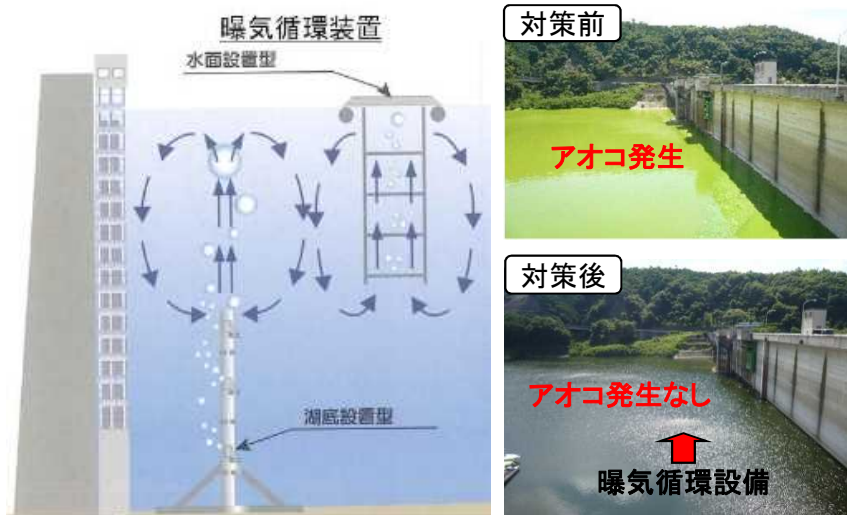 曝気循環装置
水面設置型
湖底設置型
対策前
アオコ発生
対策後
アオコ発生なし
曝気循環設備